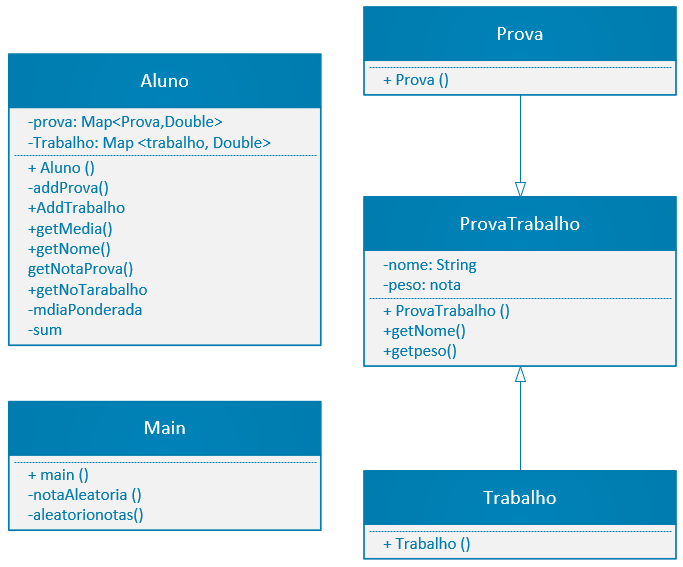 Aluno
-prova: Map<Prova,Double>
-Trabalho: Map <trabalho, Double>
+ Aluno ()
-addProva()
+AddTrabalho
+getMedia()
+getNome()
getNotaProva()
+getNoTarabalho
-mdiaPonderada
-sum
Main
+ main ()
-notaAleatoria ()
-aleatorionotas()
Prova
+ Prova ()
ProvaTrabalho
-nome: String
-peso: nota
+ ProvaTrabalho ()
+getNome()
+getpeso()
Trabalho
+ Trabalho ()